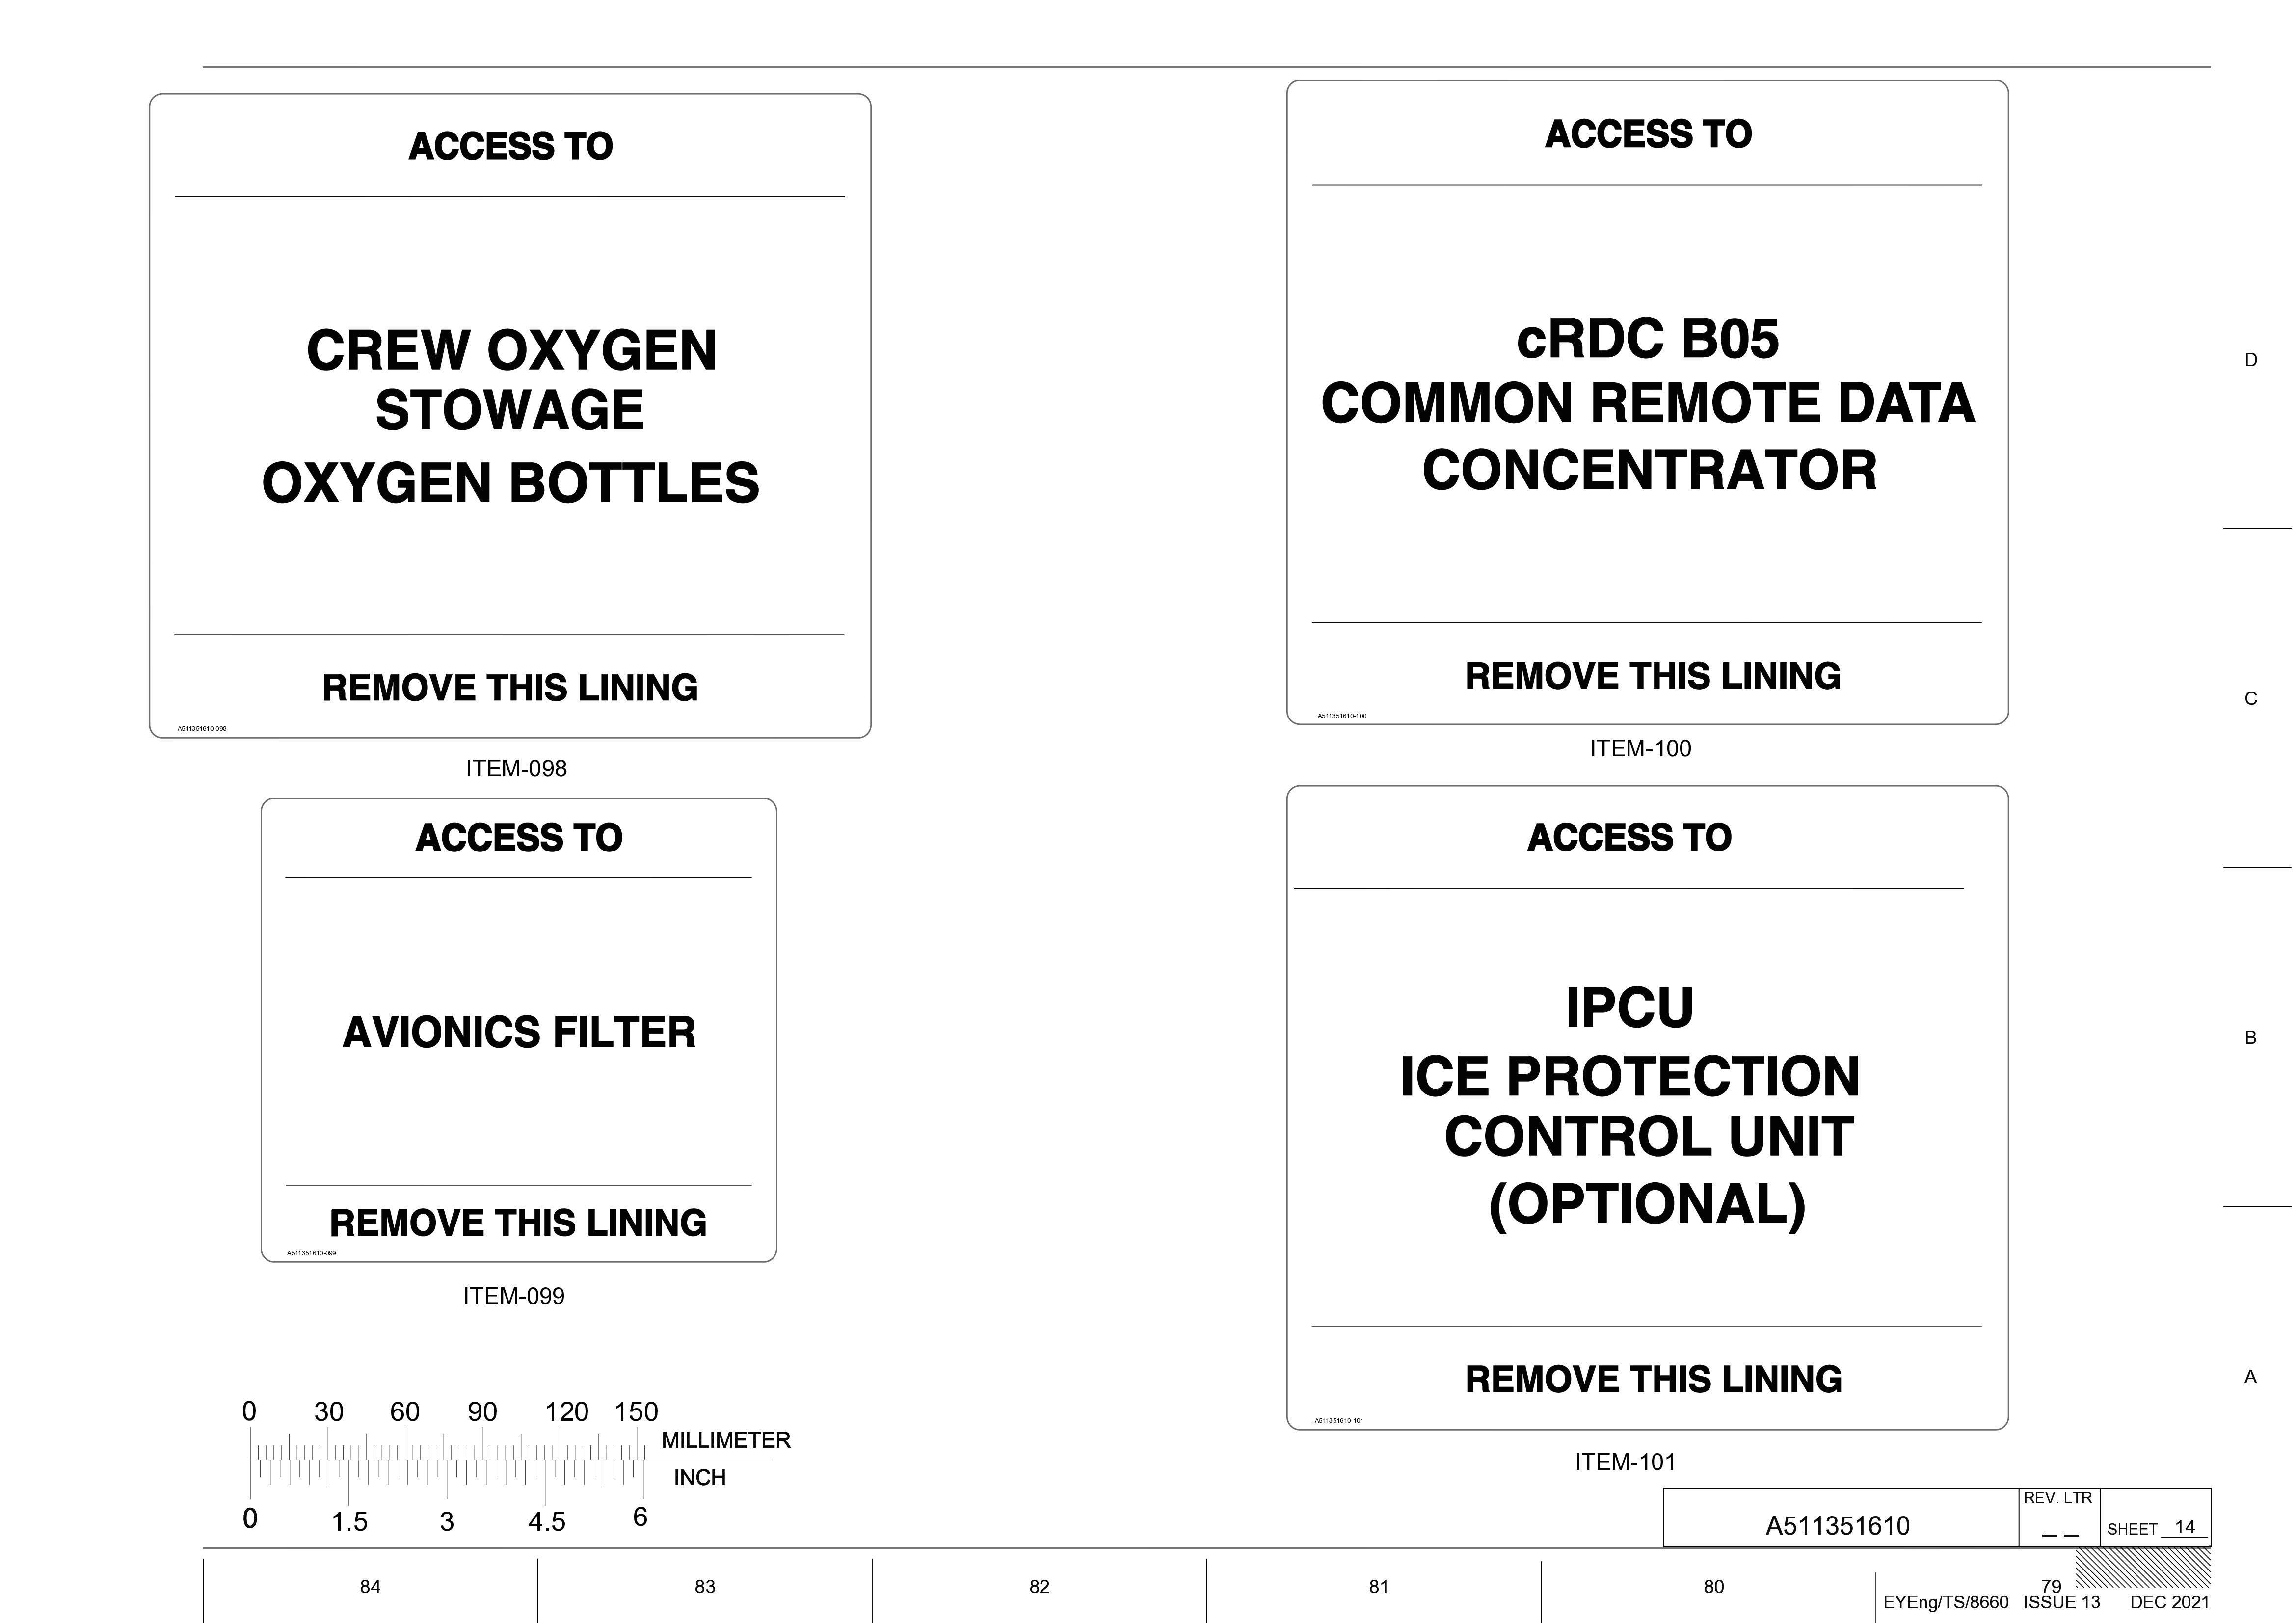 ACCESS TO
CREW OXYGEN
STOWAGE
OXYGEN BOTTLES
REMOVE THIS LINING
A511351610-098
ITEM-098
ACCESS TO
cRDC B05
COMMON REMOTE DATA
CONCENTRATOR
REMOVE THIS LINING
A511351610-100
ITEM-100
ACCESS TO
AVIONICS FILTER
REMOVE THIS LINING
A511351610-099
ITEM-099
ACCESS TO
IPCU
ICE PROTECTION
CONTROL UNIT
(OPTIONAL)
REMOVE THIS LINING
A511351610-101
ITEM-101
D
C
B
A
0 30 60 90 120 150
MILLIMETER
INCH
0 1.5 3 4.5 6
A511351610
REV. LTR
_ _
SHEET 14
84 83 82 81 80 79
EYEng/TS/8660 ISSUE 13 DEC 2021